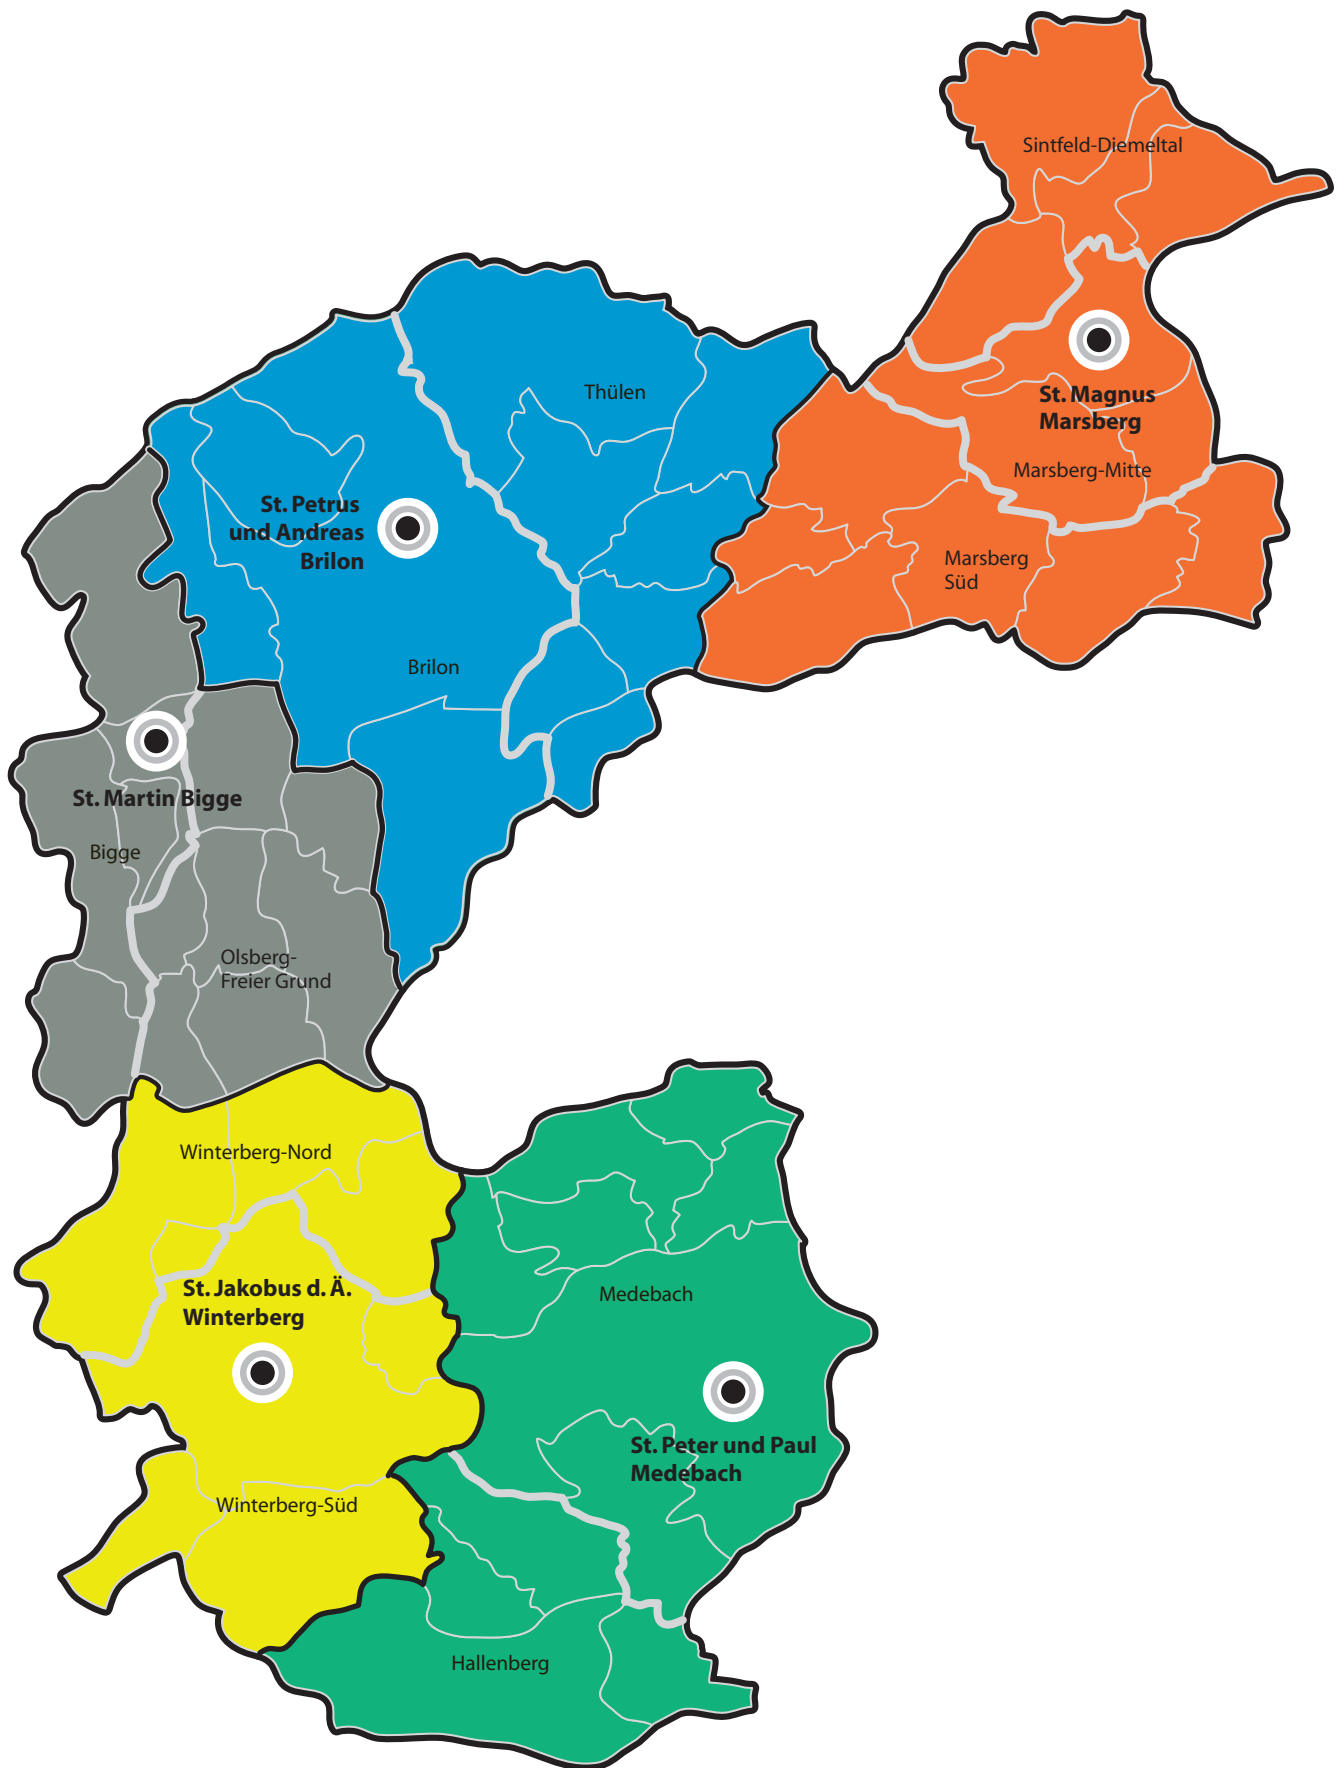 Sintfeld-Diemeltal
St. Magnus
Marsberg
Marsberg-Mitte
Marsberg
Süd
Thülen
St. Petrus
und Andreas
Brilon
Brilon
St. Martin Bigge
Bigge
Olsberg-
Freier Grund
Winterberg-Nord
St. Jakobus d. Ä.
Winterberg
Winterberg-Süd
Medebach
St. Peter und Paul
Medebach
Hallenberg